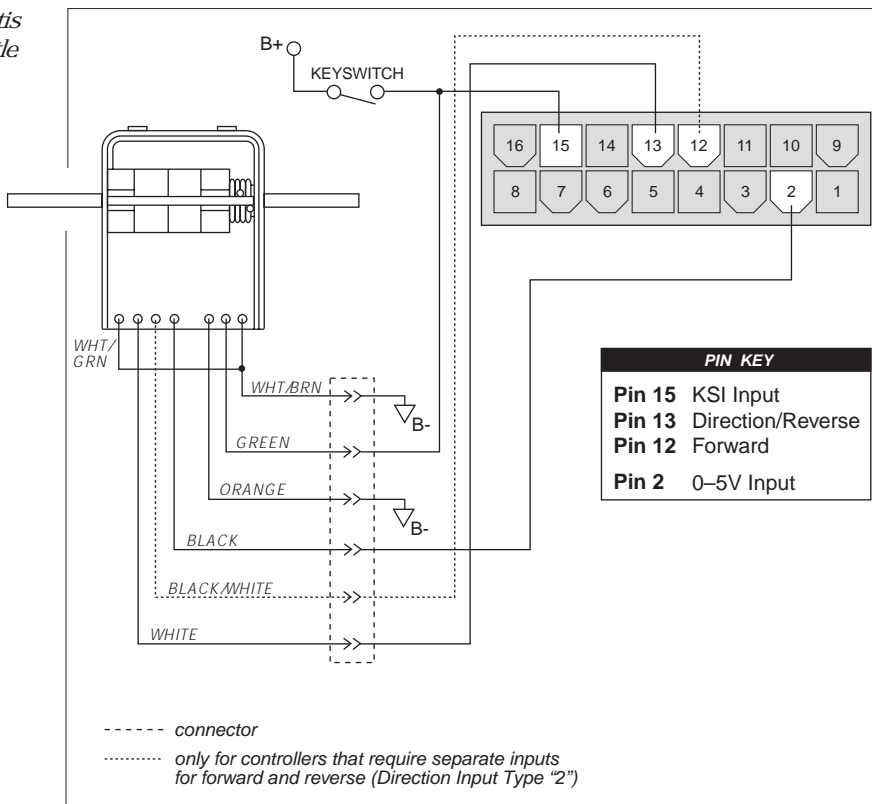 B+
KEYSWITCH
16 15 14 13 12 11 10 9
8 7 6 5 4 3 2 1
WHT/
GRN
WHT/BRN
B-
GREEN
ORANGE
B-
BLACK
BLACK/WHITE
WHITE
PIN KEY
Pin 15 KSI Input
Pin 13 Direction/Reverse
Pin 12 Forward
Pin 2 0–5V Input
connector
only for controllers that require separate inputs
for forward and reverse (Direction Input Type “2”)